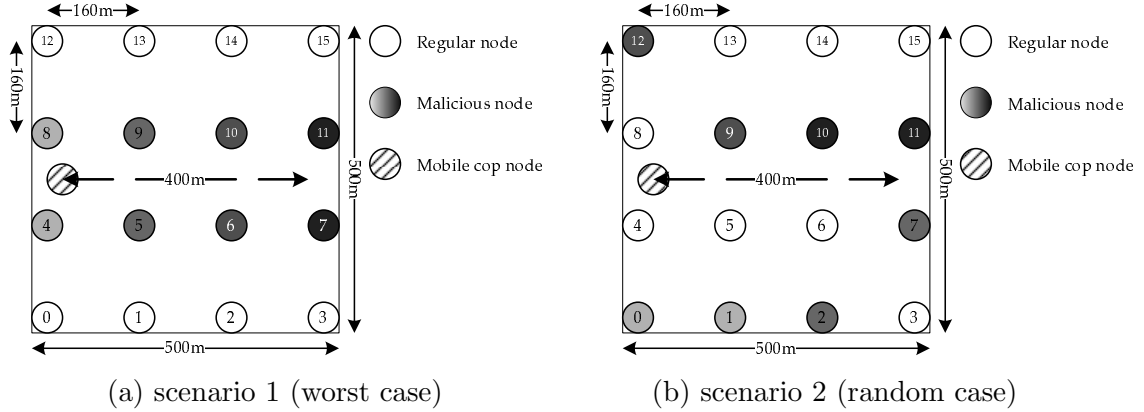 160m
12 13 14 15
Regular node
160m
Malicious node
8 9 10 11
Mobile cop node
400m
500m
4 5 6 7
0 1 2 3
500m
(a) scenario 1 (worst case)
160m
12 13 14 15
Regular node
160m
Malicious node
8 9 10 11
Mobile cop node
400m
500m
4 5 6 7
0 1 2 3
500m
(b) scenario 2 (random case)